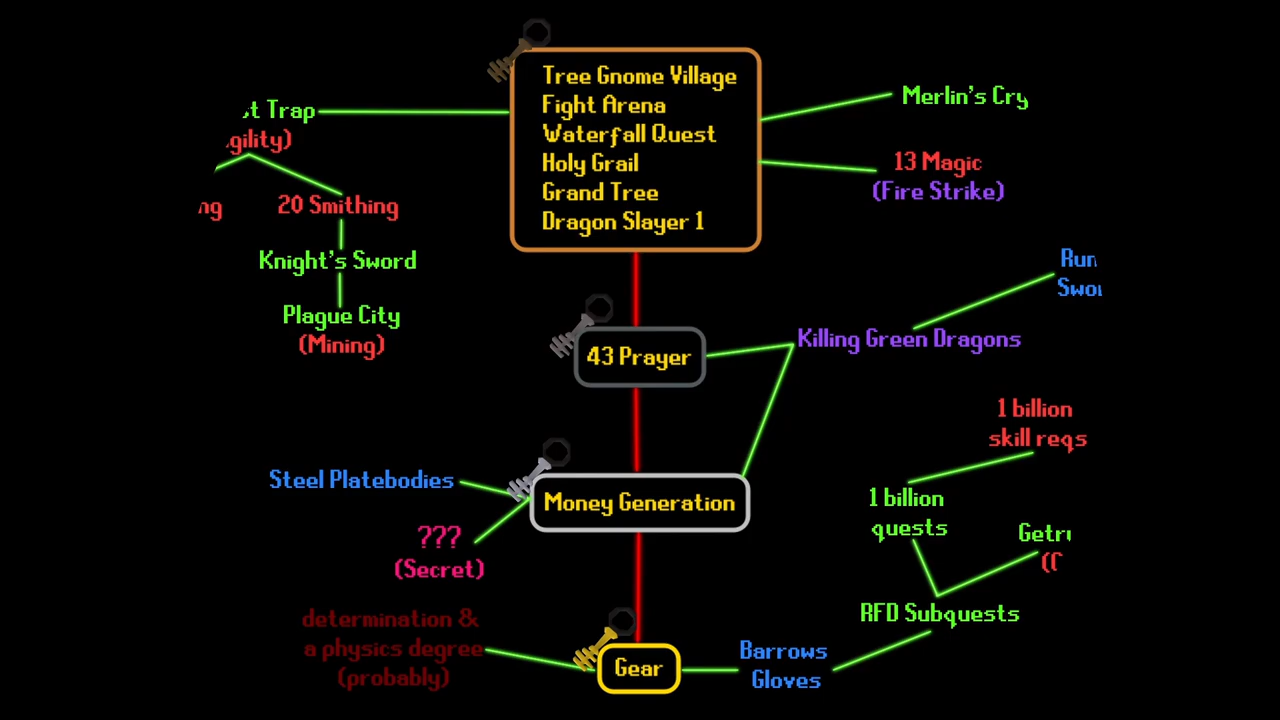 Tree Gnome Village
Fight Arena
Waterfall Quest
Holy Grail
Grand Tree
Dragon Slayer 1
Trap
20 Smithing
Knight's Sword
Plague City
(Mining)
Merlin's Cry
13 Magic
(Fire Strike)
43 Prayer
Killing Green Dragons
Steel Platebodies
Money Generation
???
(Secret)
1 billion
skill reqs
1 billion
quests
RFD Subquests
determination &
a physics degree
(probably)
Gear
Barrows
Gloves